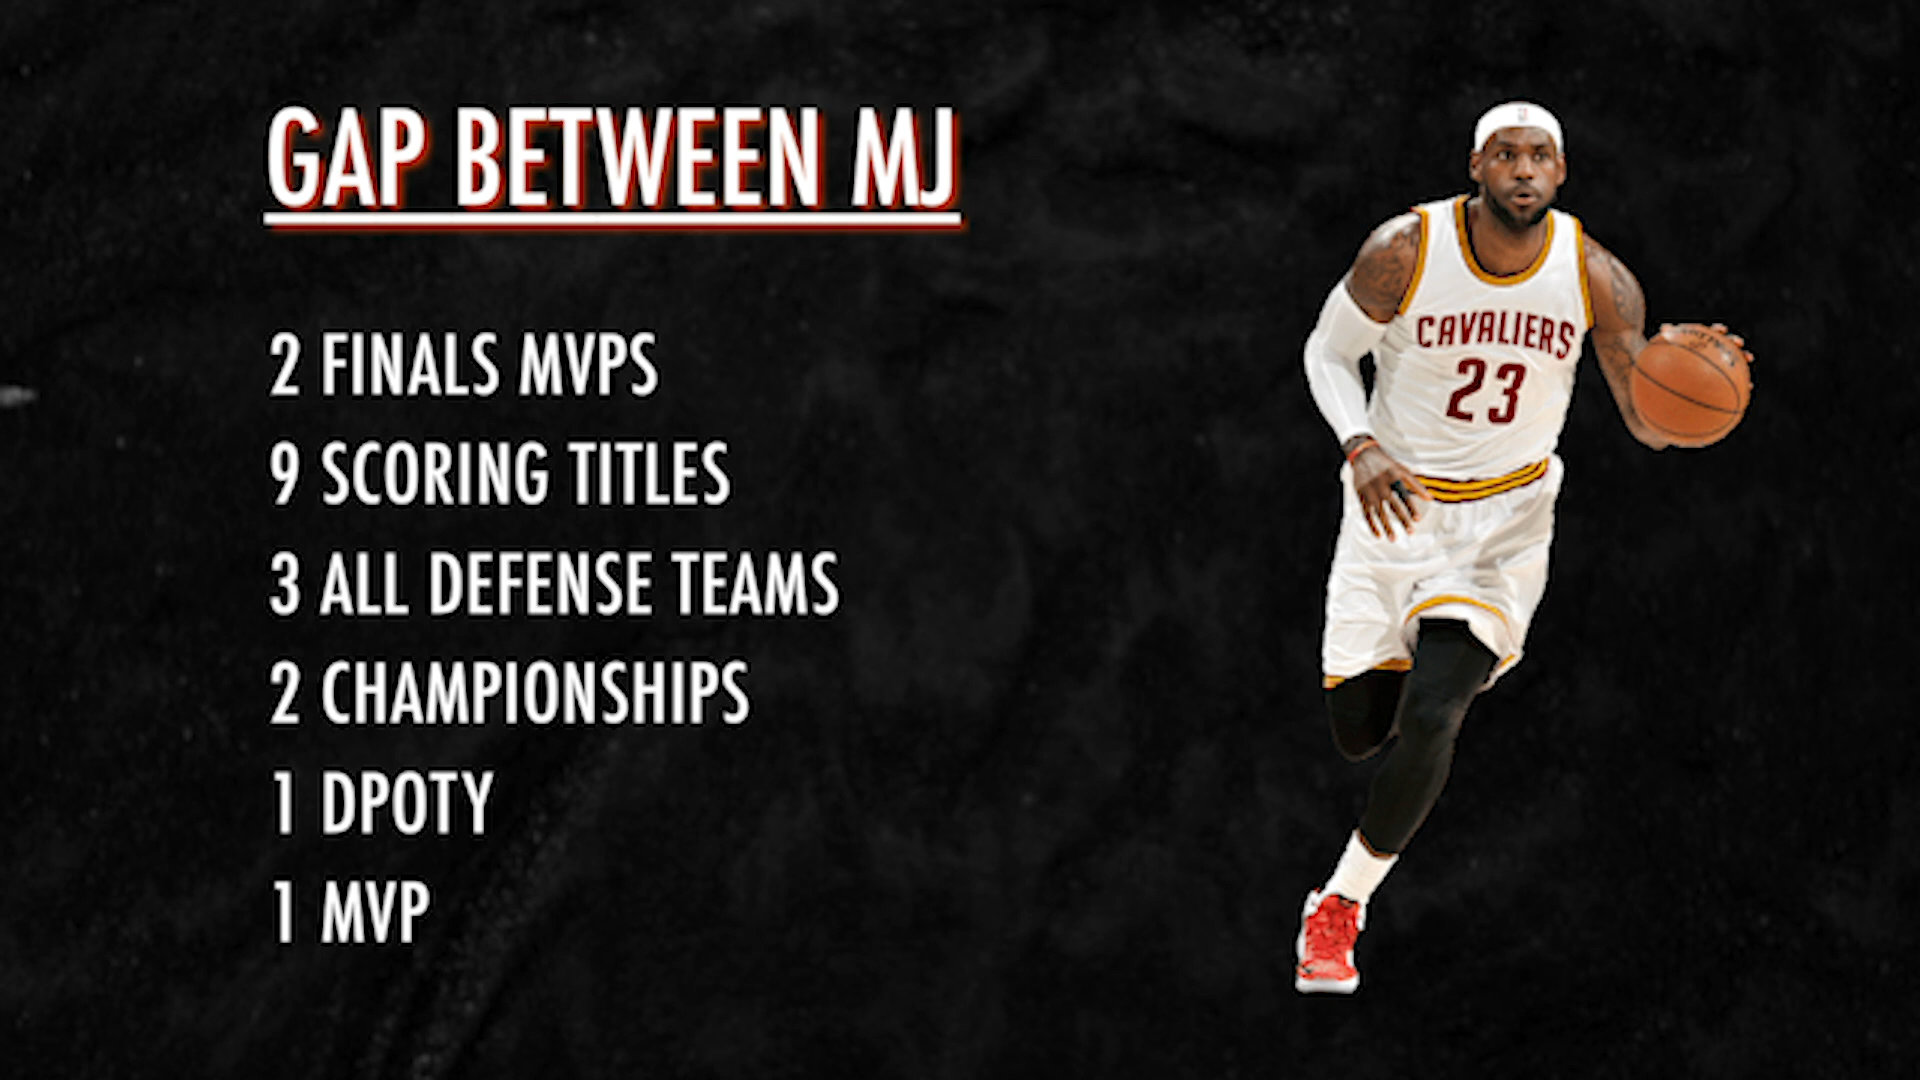 GAP BETWEEN MJ
2 FINALS MVPS
9 SCORING TITLES
3 ALL DEFENSE TEAMS
2 CHAMPIONSHIPS
1 DPOTY
1 MVP
CAVALIERS
23